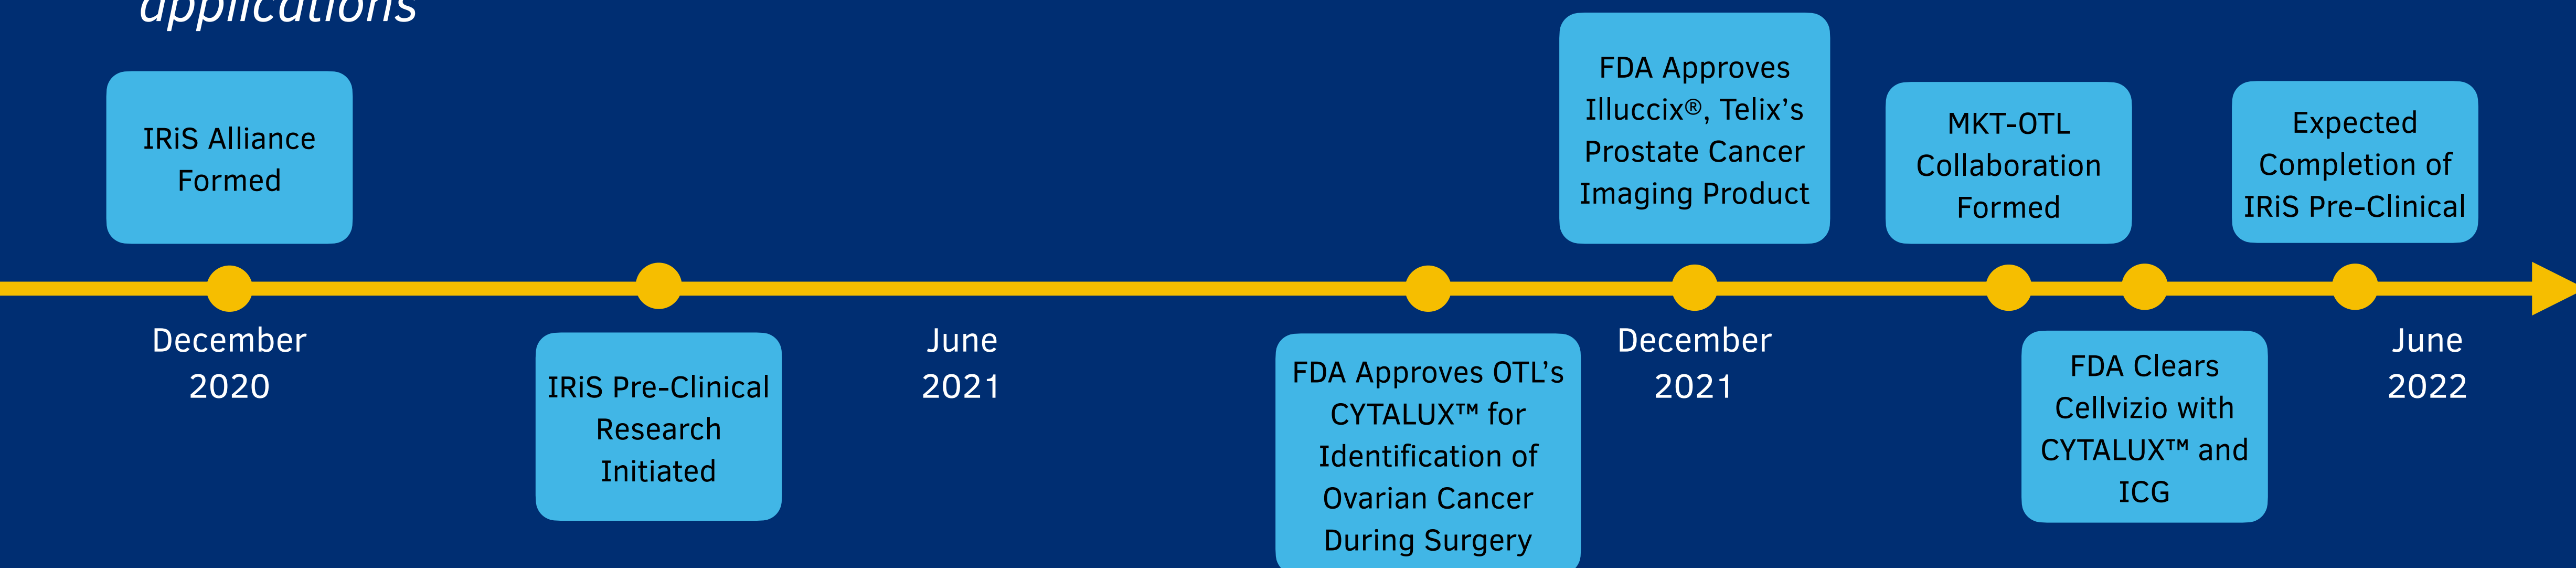 applications
IRiS Alliance
Formed
FDA Approves
Illuccix®, Telix’s
Prostate Cancer
Imaging Product
MKT-OTL
Collaboration
Formed
Expected
Completion of
IRiS Pre-Clinical
December
2020
IRiS Pre-Clinical
Research
Initiated
June
2021
FDA Approves OTL’s
CYTALUX™ for
Identification of
Ovarian Cancer
During Surgery
December
2021
FDA Clears
Cellvizio with
CYTALUX™ and
ICG
June
2022